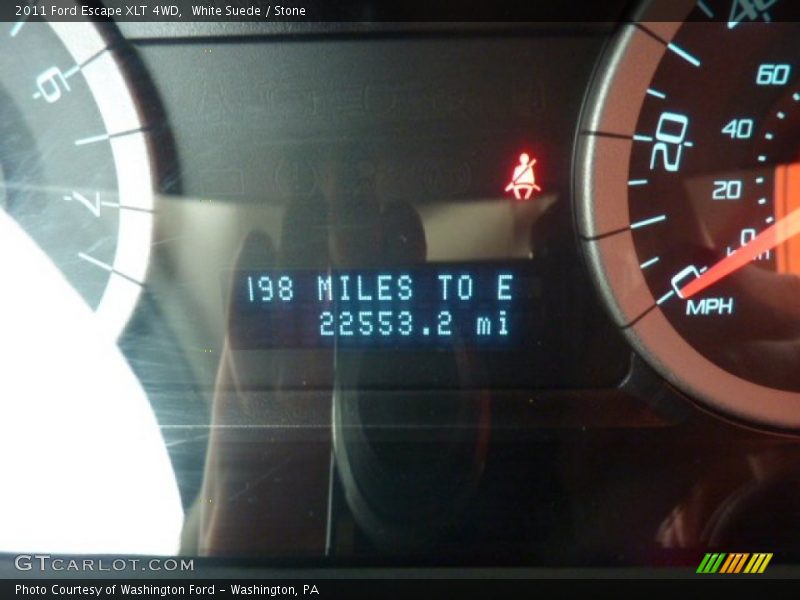 2011 Ford Escape XLT 4WD, White Suede / Stone
6
7
198 MILES TO E
22553.2 mi
60
40
20
20
0
0
MPH
GTCARLOT.COM
Photo Courtesy of Washington Ford - Washington, PA